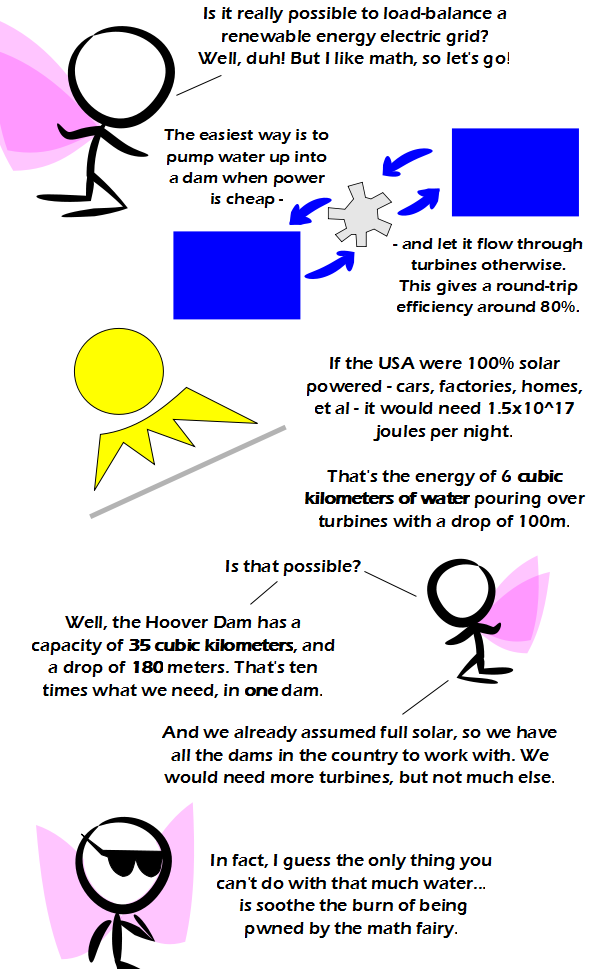 Is it really possible to load-balance a
renewable energy electric grid?
Well, duh! But I like math, so let's go!
The easiest way is to
pump water up into
a dam when power
is cheap -
- and let it flow through
turbines otherwise.
This gives a round-trip
efficiency around 80%.
If the USA were 100% solar
powered - cars, factories, homes,
et al - it would need 1.5x10^17
joules per night.
That's the energy of 6 cubic
kilometers of water pouring over
turbines with a drop of 100m.
Is that possible?
Well, the Hoover Dam has a
capacity of 35 cubic kilometers, and
a drop of 180 meters. That's ten
times what we need, in one dam.
And we already assumed full solar, so we have
all the dams in the country to work with. We
would need more turbines, but not much else.
In fact, I guess the only thing you
can't do with that much water...
is soothe the burn of being
pwned by the math fairy.